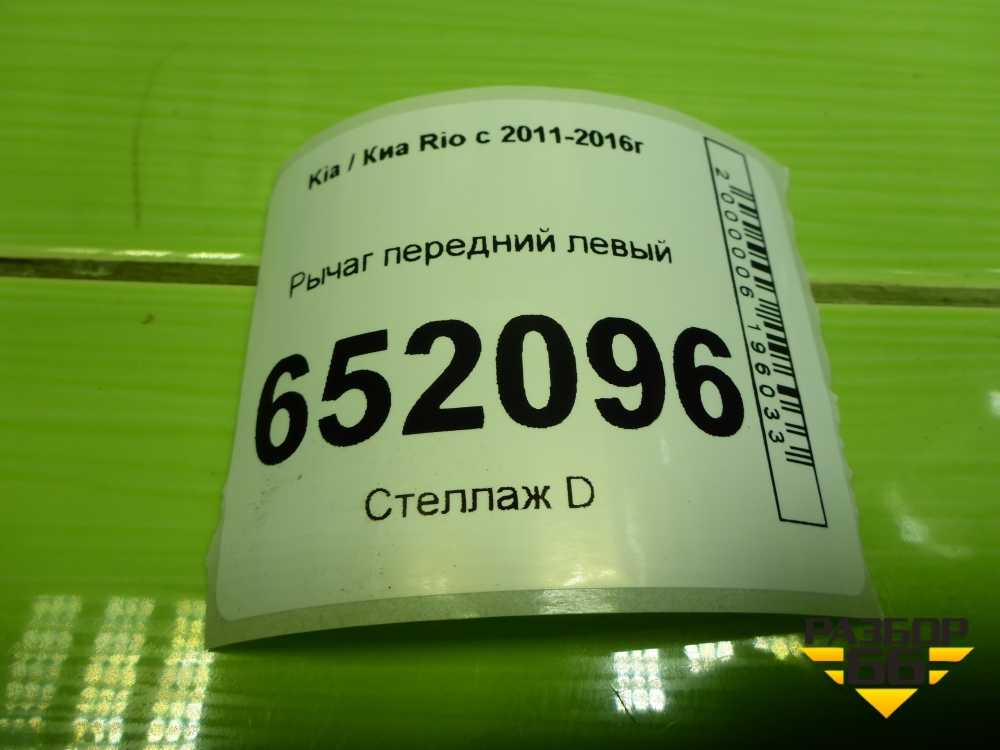 Kia / Киа Rio с 2011-2016г
Рычаг передний левый
652096
Стеллаж D
2000006196033
РАЗБОР
66